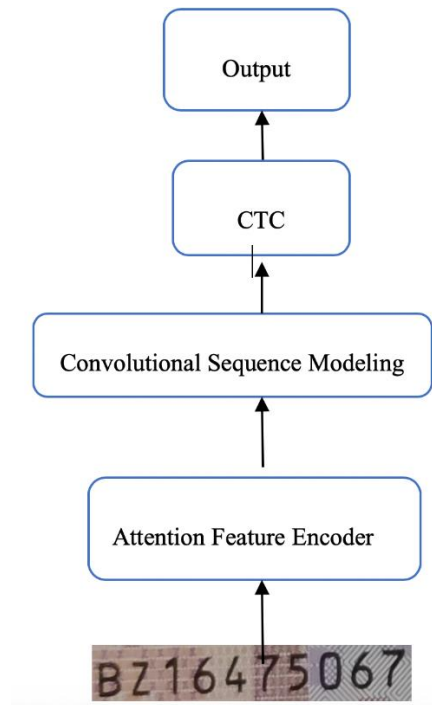 Output
CTC
Convolutional Sequence Modeling
Attention Feature Encoder
BZ16475067